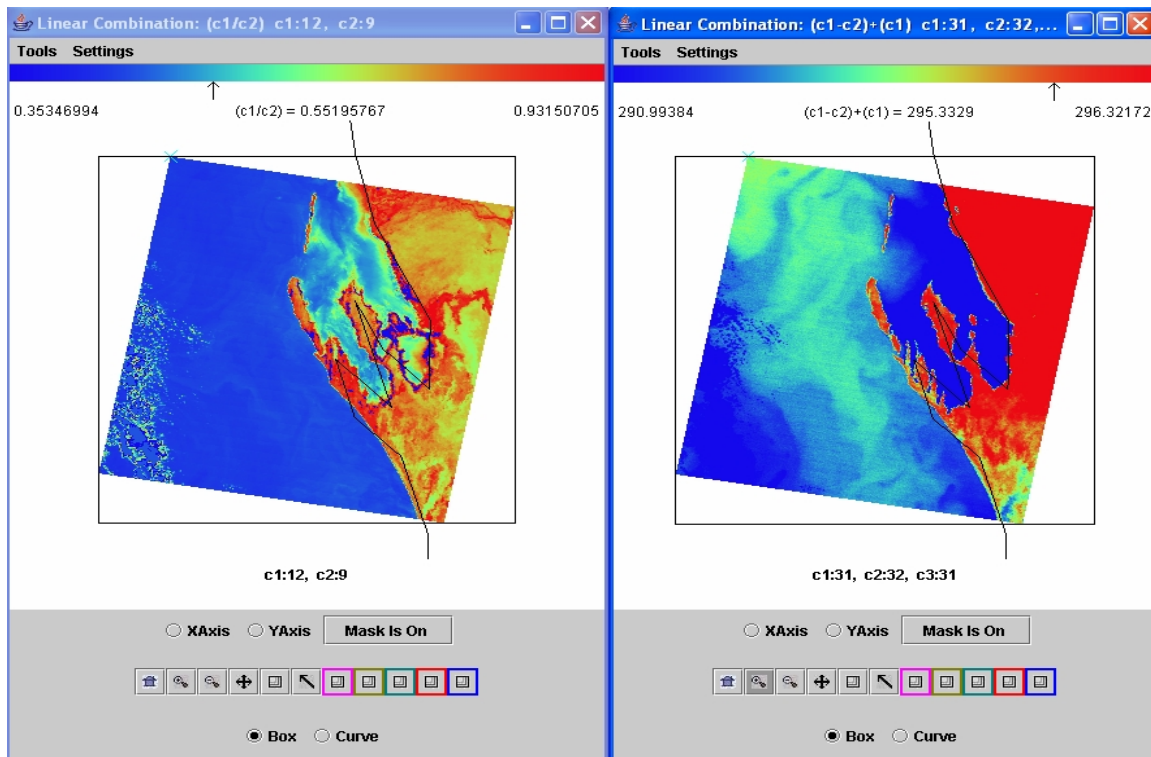 Linear Combination: (c1/c2) c1:12, c2:9
Tools Settings
0.35346994 (c1/c2) = 0.55195767 0.93150705
c1:12, c2:9
XAxis YAxis Mask Is On
Box Curve
Linear Combination: (c1-c2)+(c1) c1:31, c2:32,...
Tools Settings
290.99384 (c1-c2)+(c1) = 295.3329 296.32172
c1:31, c2:32, c3:31
XAxis YAxis Mask Is On
Box Curve